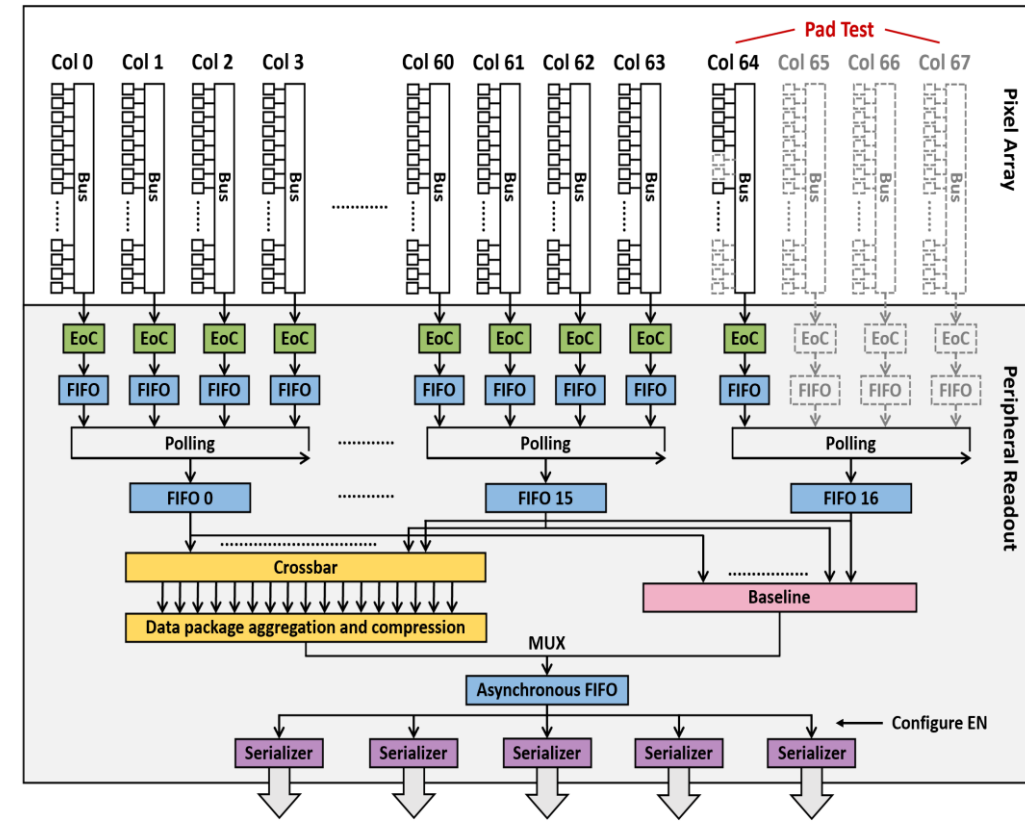 Pad Test
Col 0 Col 1 Col 2 Col 3 Col 60 Col 61 Col 62 Col 63 Col 64 Col 65 Col 66 Col 67
Bus Bus Bus Bus Bus Bus Bus Bus Bus Bus Bus Bus
Pixel Array
EoC EoC EoC EoC EoC EoC EoC EoC EoC EoC EoC EoC
FIFO FIFO FIFO FIFO FIFO FIFO FIFO FIFO FIFO FIFO FIFO FIFO
Polling Polling Polling
FIFO 0 FIFO 15 FIFO 16
Peripheral Readout
Crossbar
Baseline
Data package aggregation and compression
MUX
Asynchronous FIFO
Configure EN
Serializer Serializer Serializer Serializer Serializer